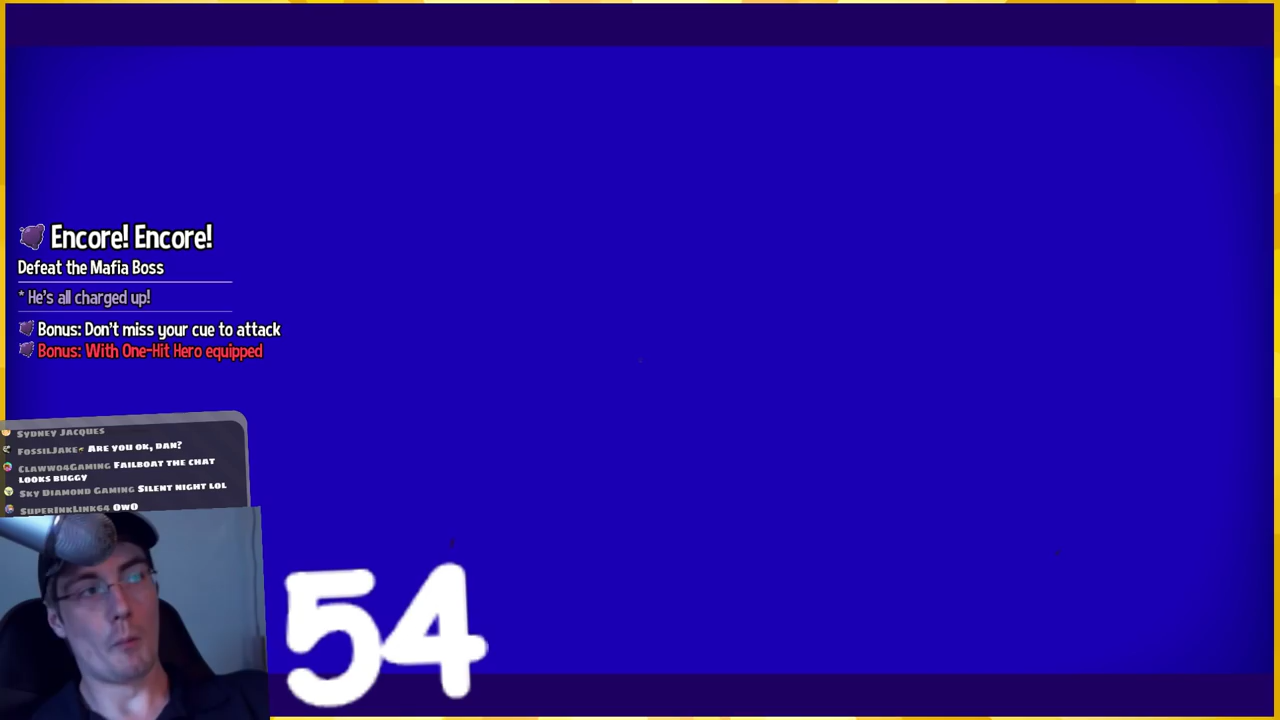 Encore! Encore!
Defeat the Mafia Boss
* He's all charged up!
Bonus: Don't miss your cue to attack
Bonus: With One-Hit Hero equipped
Sydney Jacques
FossilJake Are you ok, Dan?
Clawwo4Gaming Failboat the chat
looks buggy
Sky Diamond Gaming Silent night lol
SuperInkLink64 OwO
54